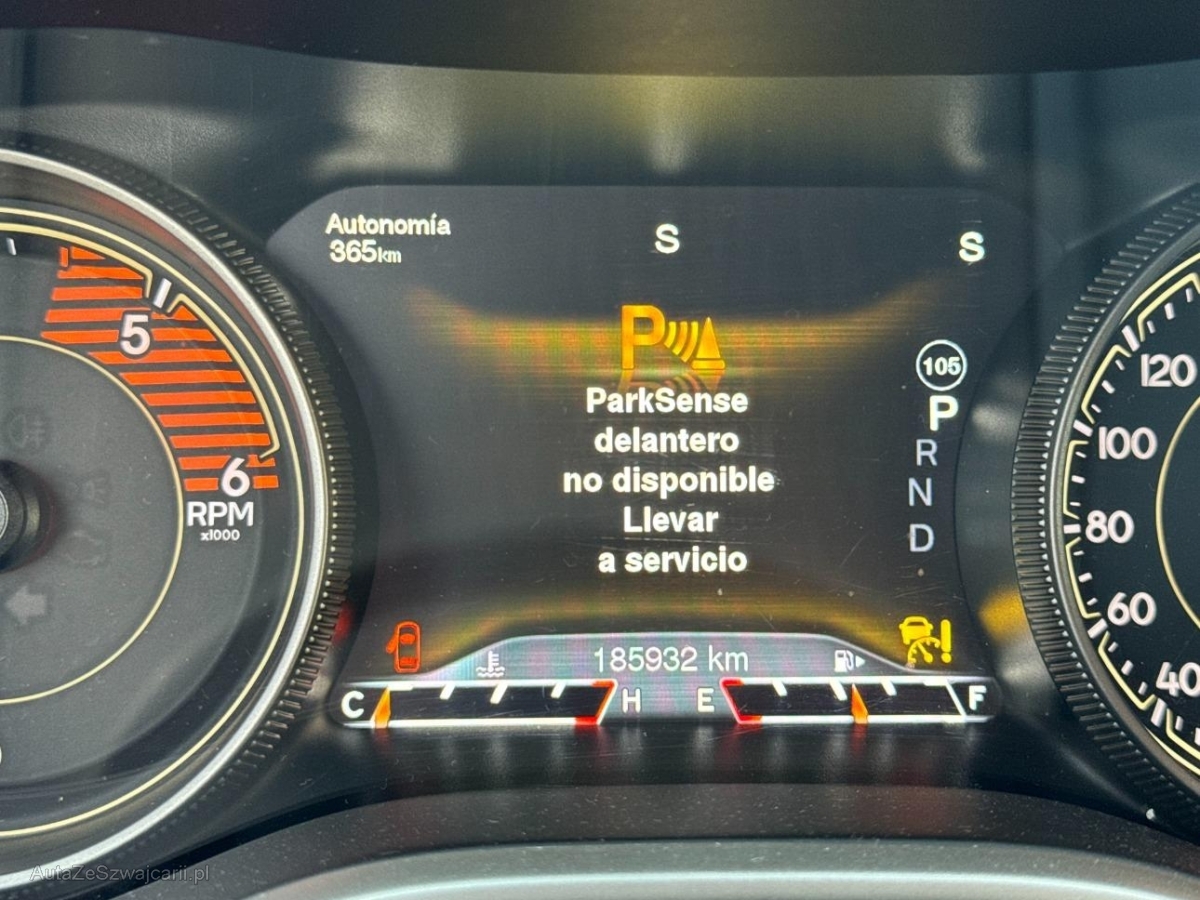 Autonomía
365km
S
S
P
ParkSense
delantero
no disponible
Llevar
a servicio
105
P
R
N
D
5
6
RPM
x1000
120
100
80
60
40
185932 km
C
H
E
F
AutaZeSzwajcarii.pl